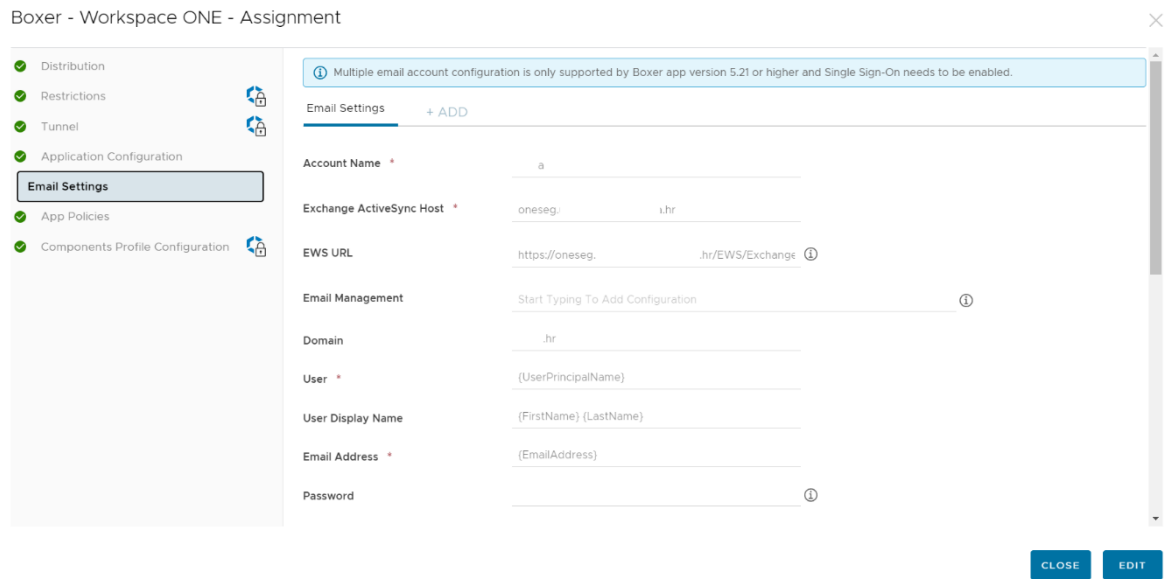 Boxer - Workspace ONE - Assignment
Distribution
Restrictions
Tunnel
Application Configuration
Email Settings
App Policies
Components Profile Configuration
Multiple email account configuration is only supported by Boxer app version 5.21 or higher and Single Sign-On needs to be enabled.
Email Settings + ADD
Account Name * a
Exchange ActiveSync Host * oneseg. .hr
EWS URL https://oneseg. .hr/EWS/Exchange
Email Management Start Typing To Add Configuration
Domain .hr
User * {UserPrincipalName}
User Display Name {FirstName} {LastName}
Email Address * {EmailAddress}
Password
CLOSE EDIT